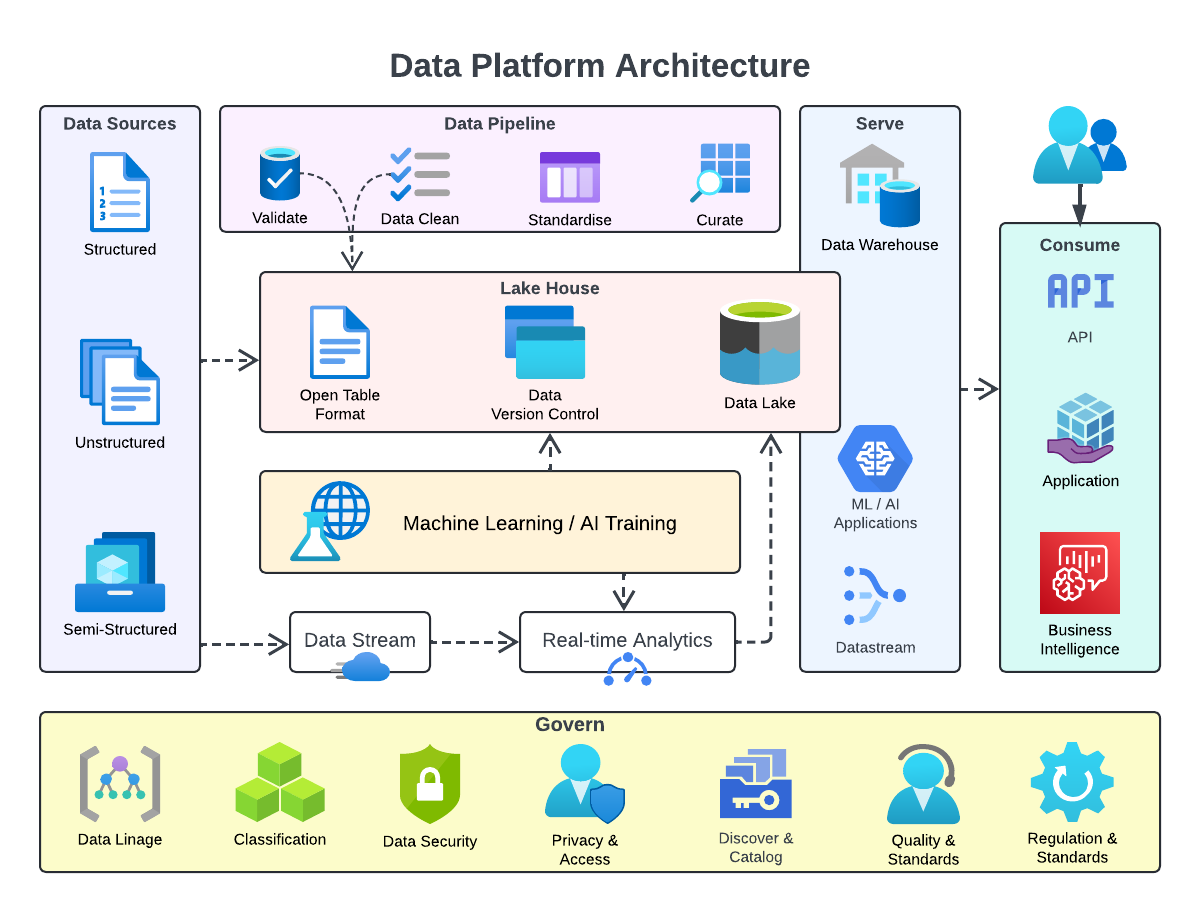 Data Platform Architecture
Data Sources
1
2
3
Structured
Unstructured
Semi-Structured
Data Pipeline
Validate
Data Clean
Standardise
Curate
Lake House
Open Table
Format
Data
Version Control
Data Lake
Machine Learning / AI Training
Data Stream
Real-time Analytics
Serve
Data Warehouse
ML / AI
Applications
Datastream
Consume
API
API
Application
Business
Intelligence
Govern
Data Linage
Classification
Data Security
Privacy &
Access
Discover &
Catalog
Quality &
Standards
Regulation &
Standards